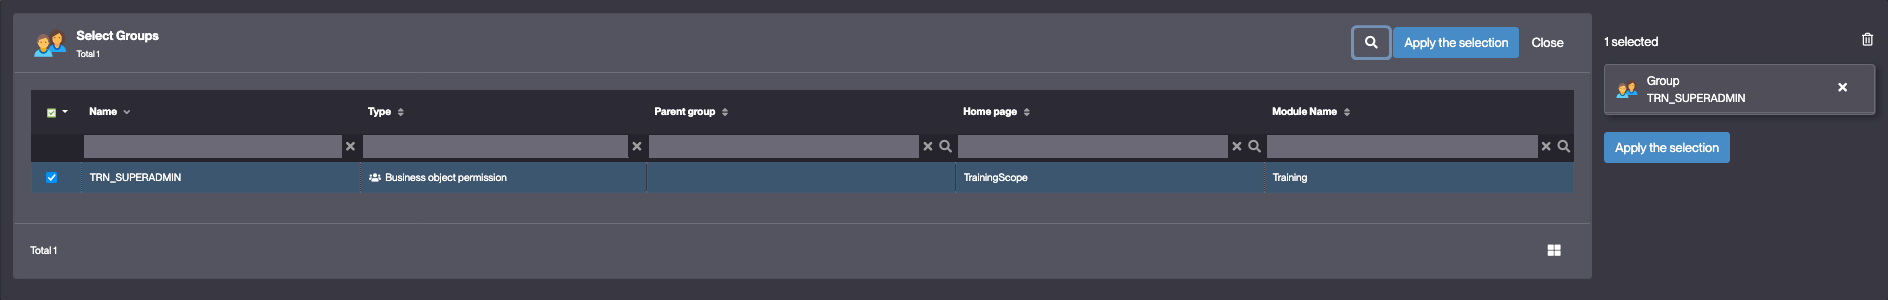 Select Groups
Total 1
Apply the selection
Close
Name
Type
Parent group
Home page
Module Name
TRN_SUPERADMIN
Business object permission
TrainingScope
Training
Total 1
1 selected
Group
TRN_SUPERADMIN
Apply the selection